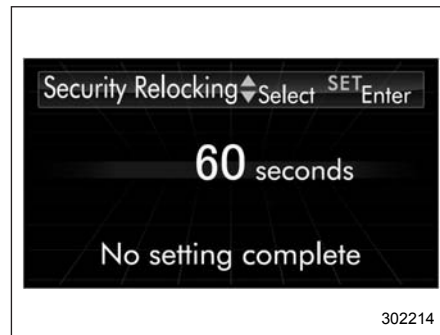 Security Relocking Select SET Enter
60 seconds
No setting complete
302214